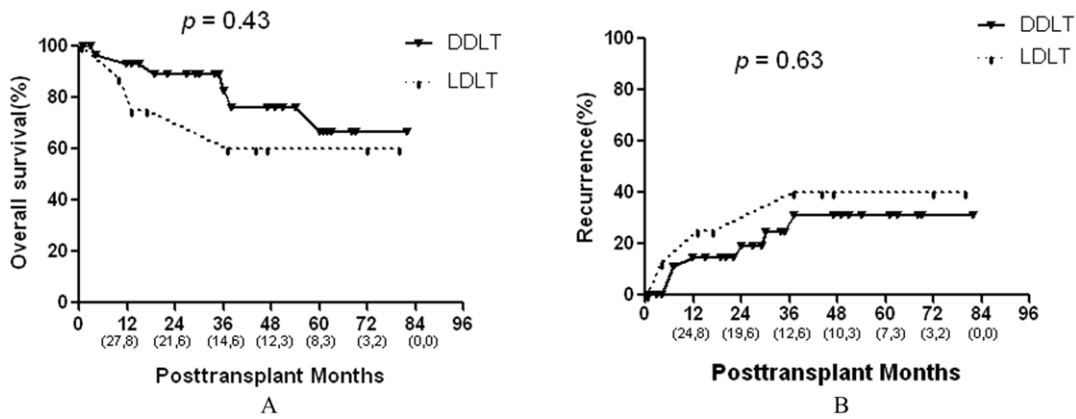 p = 0.43
DDLT
LDLT
Overall survival(%)
100
80
60
40
20
0
0 12 24 36 48 60 72 84 96
(27,8) (21,6) (14,6) (12,3) (8,3) (3,2) (0,0)
Posttransplant Months
A
p = 0.63
DDLT
LDLT
Recurrence(%)
100
80
60
40
20
0
0 12 24 36 48 60 72 84 96
(24,8) (19,6) (12,6) (10,3) (7,3) (3,2) (0,0)
Posttransplant Months
B